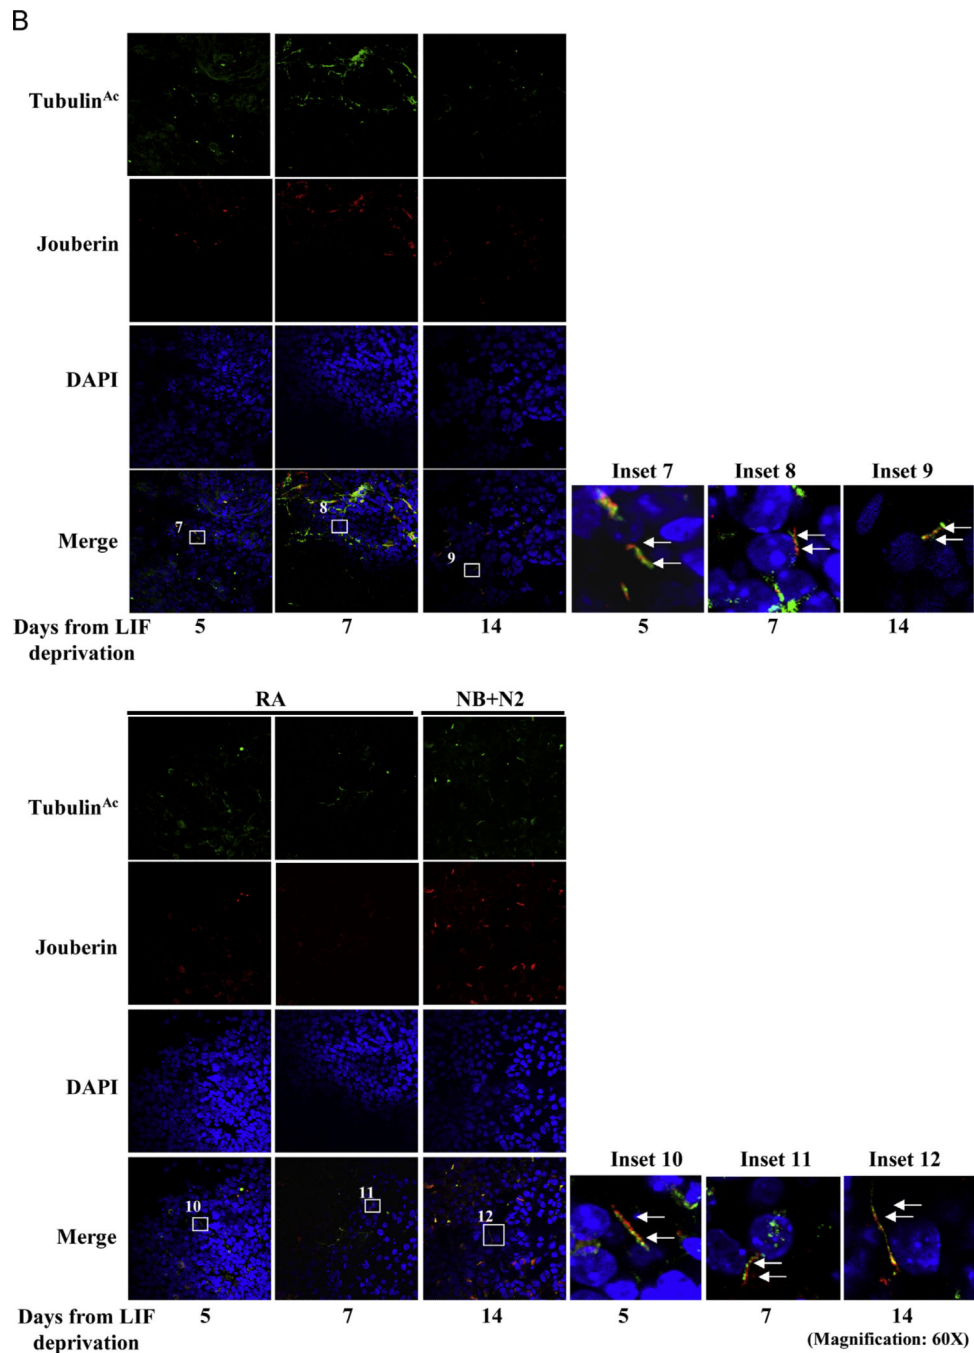 B
Tubulin^Ac
Jouberin
DAPI
Inset 7 Inset 8 Inset 9
Merge
7 8 9
Days from LIF deprivation
5 7 14 5 7 14
RA NB+N2
Tubulin^Ac
Jouberin
DAPI
Inset 10 Inset 11 Inset 12
Merge
10 11 12
Days from LIF deprivation
5 7 14 5 7 14
(Magnification: 60X)